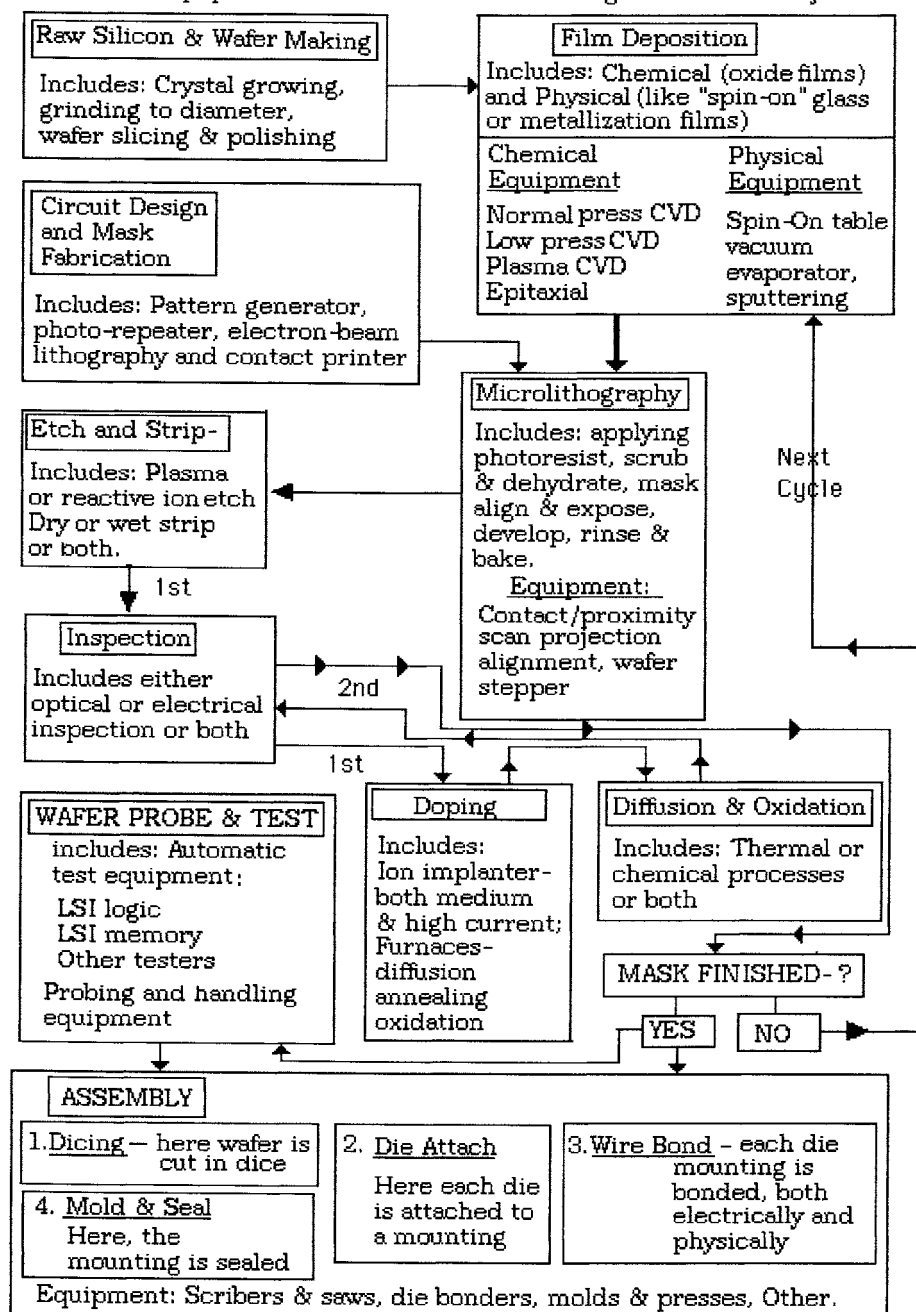 Raw Silicon & Wafer Making
Includes: Crystal growing,
grinding to diameter,
wafer slicing & polishing
Film Deposition
Includes: Chemical (oxide films)
and Physical (like "spin-on" glass
or metallization films)
Chemical
Equipment
Normal press CVD
Low press CVD
Plasma CVD
Epitaxial
Physical
Equipment
Spin-On table
vacuum
evaporator,
sputtering
Circuit Design
and Mask
Fabrication
Includes: Pattern generator,
photo-repeater, electron-beam
lithography and contact printer
Microlithography
Includes: applying
photoresist, scrub
& dehydrate, mask
align & expose,
develop, rinse &
bake.
Equipment:
Contact/proximity
scan projection
alignment, wafer
stepper
Next
Cycle
Etch and Strip-
Includes: Plasma
or reactive ion etch
Dry or wet strip
or both.
1st
Inspection
Includes either
optical or electrical
inspection or both
2nd
1st
WAFER PROBE & TEST
includes: Automatic
test equipment:
LSI logic
LSI memory
Other testers
Probing and handling
equipment
Doping
Includes:
Ion implanter-
both medium
& high current;
Furnaces-
diffusion
annealing
oxidation
Diffusion & Oxidation
Includes: Thermal or
chemical processes
or both
MASK FINISHED-?
YES
NO
ASSEMBLY
1. Dicing — here wafer is
cut in dice
2. Die Attach
Here each die
is attached to
a mounting
3. Wire Bond - each die
mounting is
bonded, both
electrically and
physically
4. Mold & Seal
Here, the
mounting is sealed
Equipment: Scribers & saws, die bonders, molds & presses, Other.